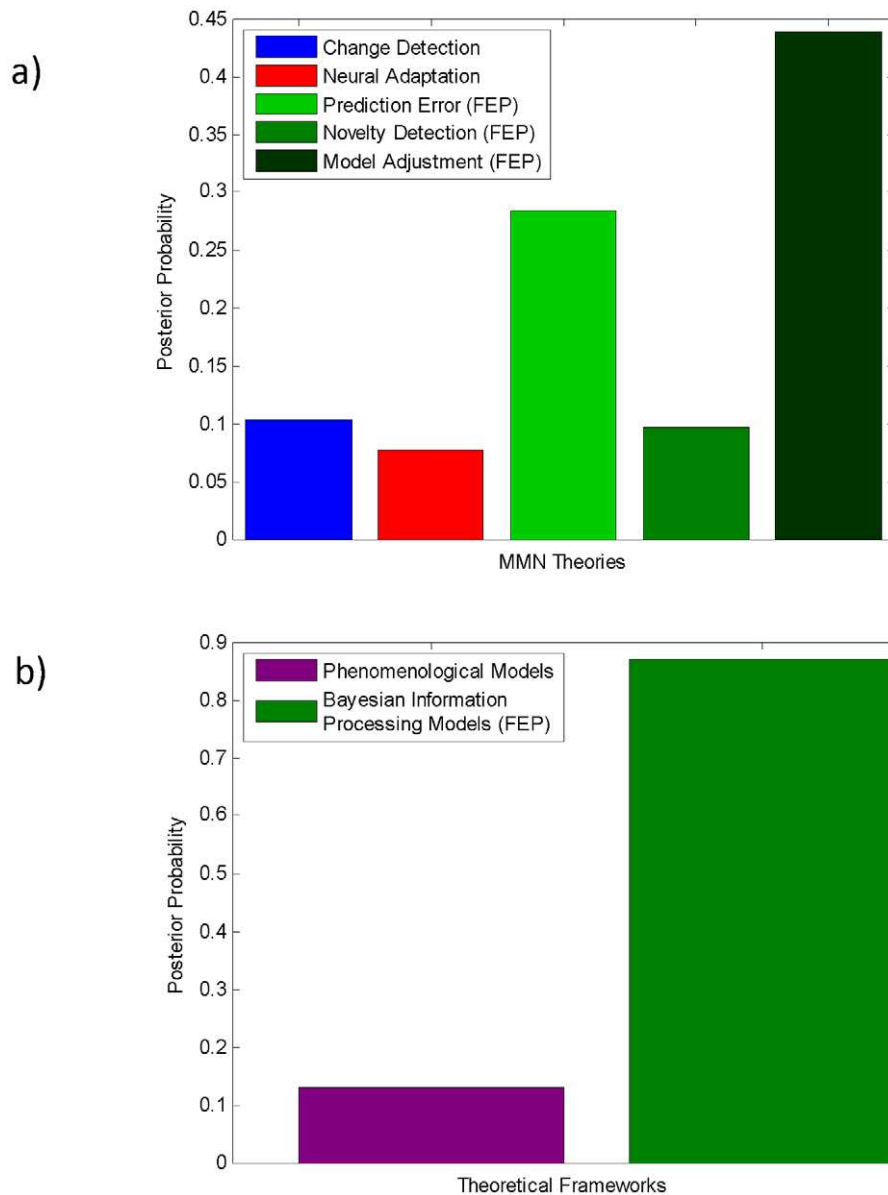 a)
0.45
0.4
0.35
0.3
0.25
0.2
0.15
0.1
0.05
0
Posterior Probability
Change Detection
Neural Adaptation
Prediction Error (FEP)
Novelty Detection (FEP)
Model Adjustment (FEP)
MMN Theories
b)
0.9
0.8
0.7
0.6
0.5
0.4
0.3
0.2
0.1
0
Posterior Probability
Phenomenological Models
Bayesian Information
Processing Models (FEP)
Theoretical Frameworks